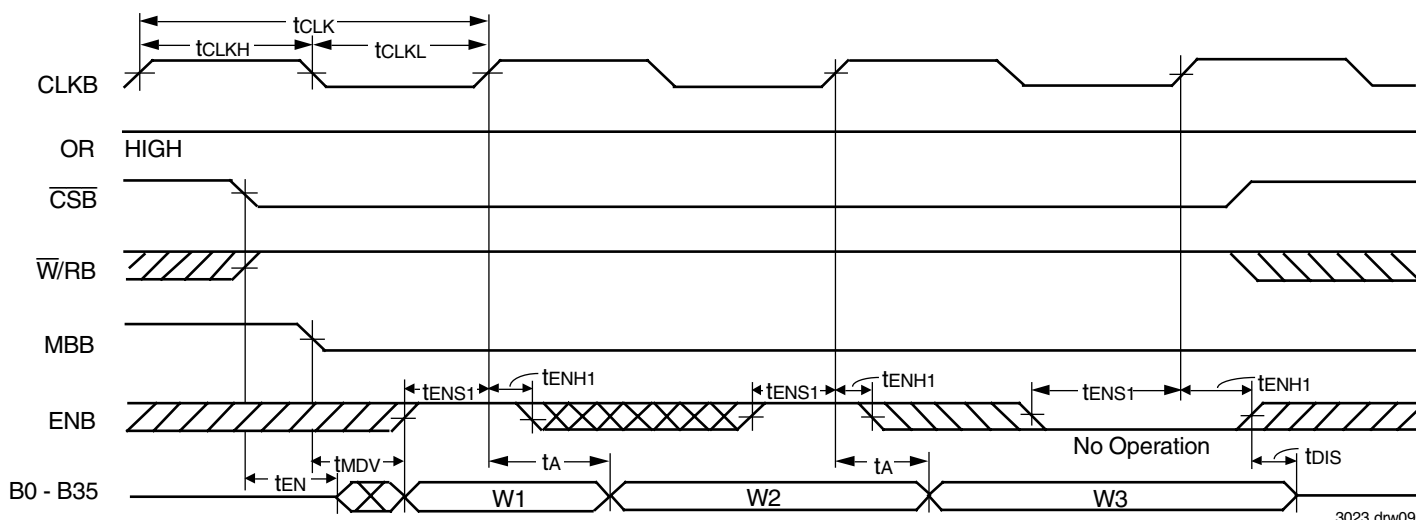 tCLK
tCLKH tCLKL
CLKB
OR HIGH
CSB
W/RB
MBB
tENS1 tENH1 tENS1 tENH1 tENS1 tENH1
ENB
No Operation
tMDV tA tA tDIS
tEN
B0 - B35 W1 W2 W3
3023 drw09